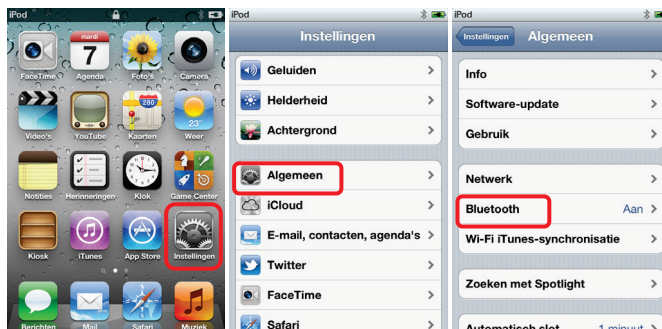 iPod
mardi
7
FaceTime Agenda Foto's Camera
280
23°
Video's YouTube Kaarten Weer
Notities Herinneringen Klok Game Center
Kiosk iTunes App Store Instellingen
Berichten Mail Safari Muziek
iPod
Instellingen
Geluiden
Helderheid
Achtergrond
Algemeen
iCloud
E-mail, contacten, agenda's
Twitter
FaceTime
Safari
iPod
Instellingen Algemeen
Info
Software-update
Gebruik
Netwerk
Bluetooth Aan
Wi-Fi iTunes-synchronisatie
Zoeken met Spotlight
Automatisch slot 1 minuut